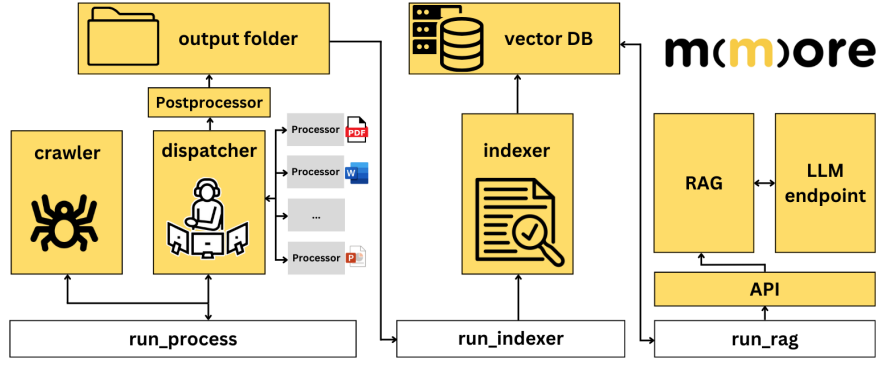 output folder
vector DB
m(m)ore
Postprocessor
crawler
dispatcher
Processor
PDF
Processor
W
...
Processor
P
indexer
RAG
LLM
endpoint
API
run_process
run_indexer
run_rag